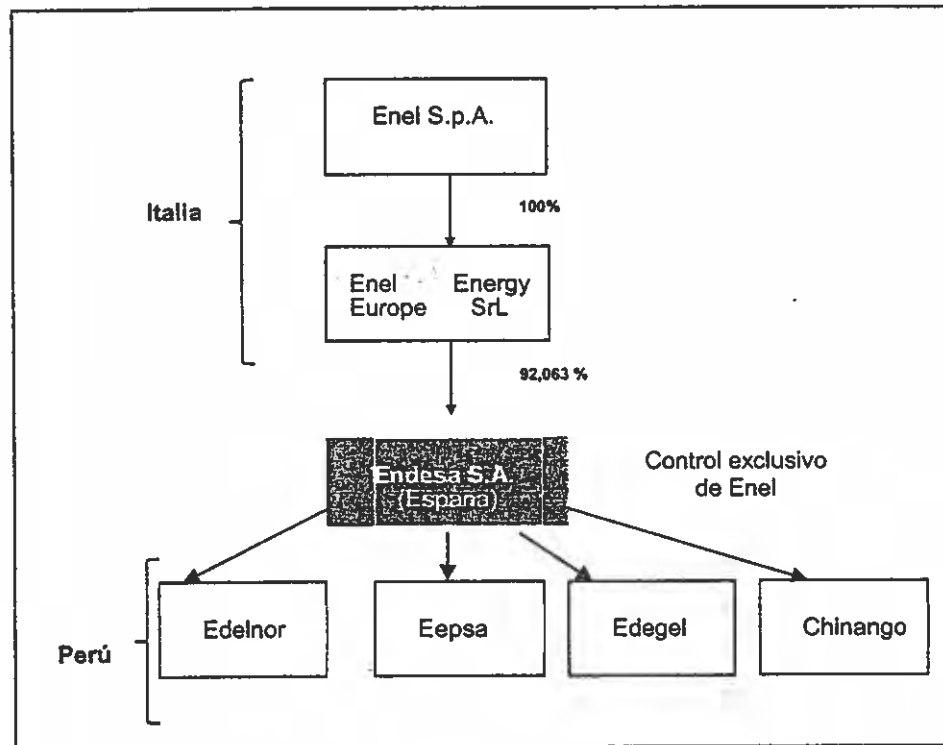 Enel S.p.A.
Italia
100%
Enel Energy
Europe SrL
92,063 %
Endesa S.A.
(España)
Control exclusivo
de Enel
Perú
Edelnor
Eepsa
Edegel
Chinango